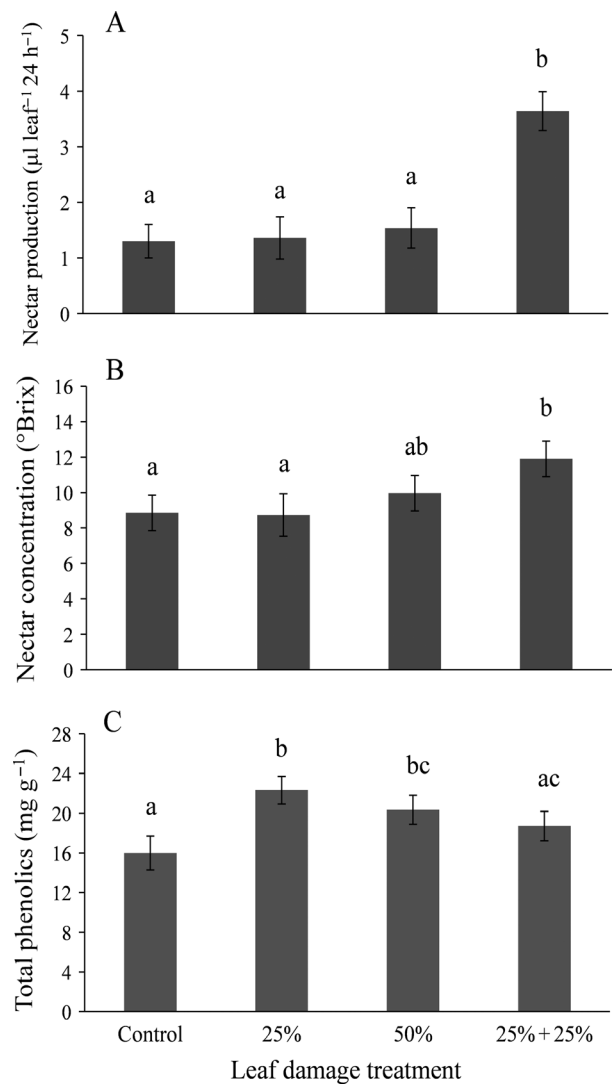 A
Nectar production (µl leaf⁻¹ 24 h⁻¹)
5
4
3
2
1
0
a
a
a
b
B
Nectar concentration (°Brix)
16
14
12
10
8
6
4
2
0
a
a
ab
b
C
Total phenolics (mg g⁻¹)
28
24
20
16
12
8
4
0
a
b
bc
ac
Control 25% 50% 25%+25%
Leaf damage treatment